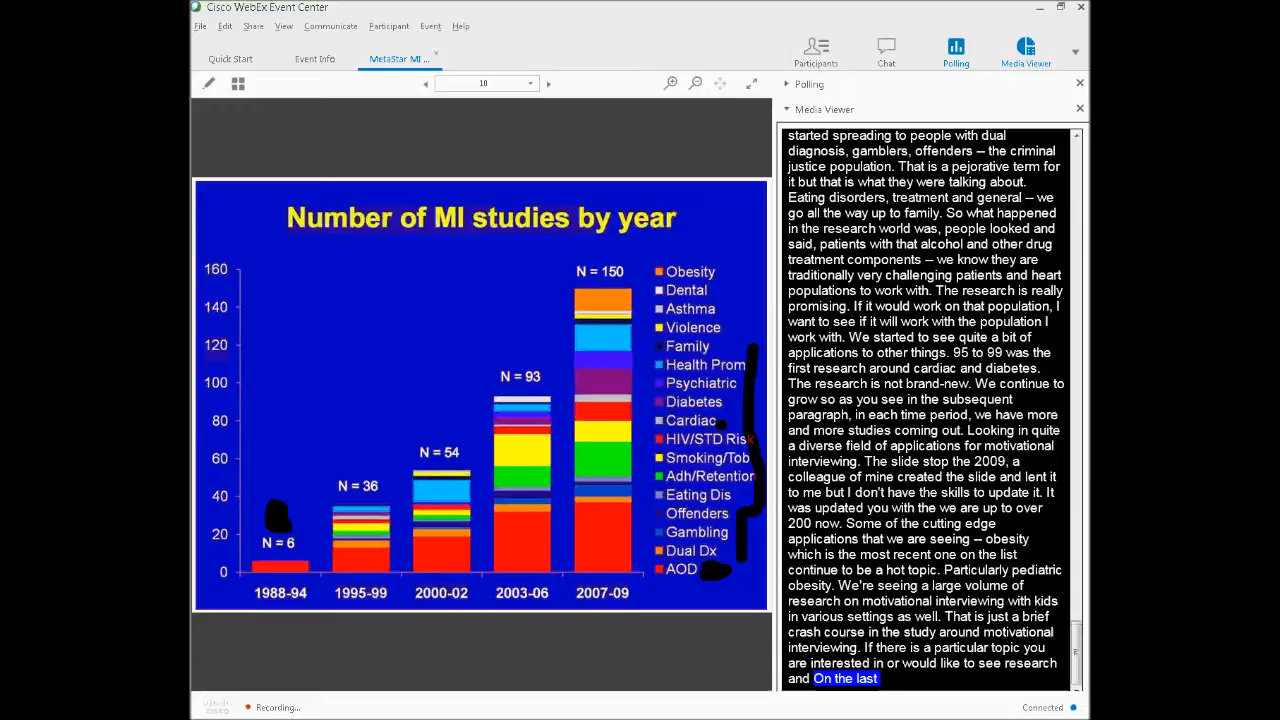 Cisco WebEx Event Center
File Edit Share View Communicate Participant Event Help
Quick Start Event Info MetaStar MI ...
Participants Chat Polling Media Viewer
10
Polling
Media Viewer
Number of MI studies by year
160
140
120
100
80
60
40
20
0
N = 6
N = 36
N = 54
N = 93
N = 150
1988-94 1995-99 2000-02 2003-06 2007-09
Obesity
Dental
Asthma
Violence
Family
Health Prom
Psychiatric
Diabetes
Cardiac
HIV/STD Risk
Smoking/Tob
Adh/Retention
Eating Dis
Offenders
Gambling
Dual Dx
AOD
started spreading to people with dual
diagnosis, gamblers, offenders -- the criminal
justice population. That is a pejorative term for
it but that is what they were talking about.
Eating disorders, treatment and general -- we
go all the way up to family. So what happened
in the research world was, people looked and
said, patients with that alcohol and other drug
treatment components -- we know they are
traditionally very challenging patients and heart
populations to work with. The research is really
promising. If it would work on that population, I
want to see if it will work with the population I
work with. We started to see quite a bit of
applications to other things. 95 to 99 was the
first research around cardiac and diabetes.
The research is not brand-new. We continue to
grow so as you see in the subsequent
paragraph, in each time period, we have more
and more studies coming out. Looking in quite
a diverse field of applications for motivational
interviewing. The slide stop the 2009, a
colleague of mine created the slide and lent it
to me but I don't have the skills to update it. It
was updated you with the we are up to over
200 now. Some of the cutting edge
applications that we are seeing -- obesity
which is the most recent one on the list
continue to be a hot topic. Particularly pediatric
obesity. We're seeing a large volume of
research on motivational interviewing with kids
in various settings as well. That is just a brief
crash course in the study around motivational
interviewing. If there is a particular topic you
are interested in or would like to see research
and On the last
cisco
Recording...
Connected